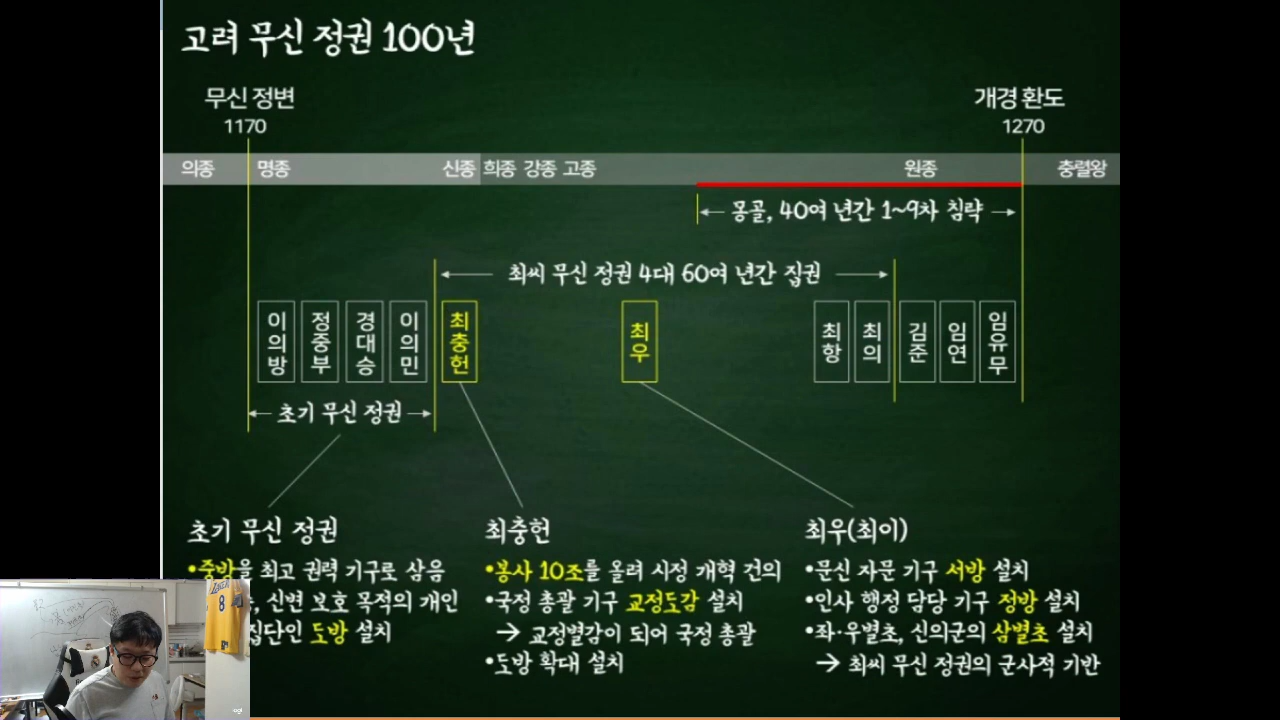 고려 무신 정권 100년
무신 정변
1170
개경 환도
1270
의종 명종 신종 희종 강종 고종 원종 충렬왕
← 몽골, 40여 년간 1~9차 침략 →
← 최씨 무신 정권 4대 60여 년간 집권 →
이의방 정중부 경대승 이의민 최충헌 최우 최항 최의 김준 임연 임유무
← 초기 무신 정권 →
초기 무신 정권
•중방을 최고 권력 기구로 삼음
, 신변 보호 목적의 개인
집단인 도방 설치
최충헌
•봉사 10조를 올려 시정 개혁 건의
•국정 총괄 기구 교정도감 설치
→ 교정별감이 되어 국정 총괄
•도방 확대 설치
최우(최이)
•문신 자문 기구 서방 설치
•인사 행정 담당 기구 정방 설치
•좌·우별초, 신의군의 삼별초 설치
→ 최씨 무신 정권의 군사적 기반
8